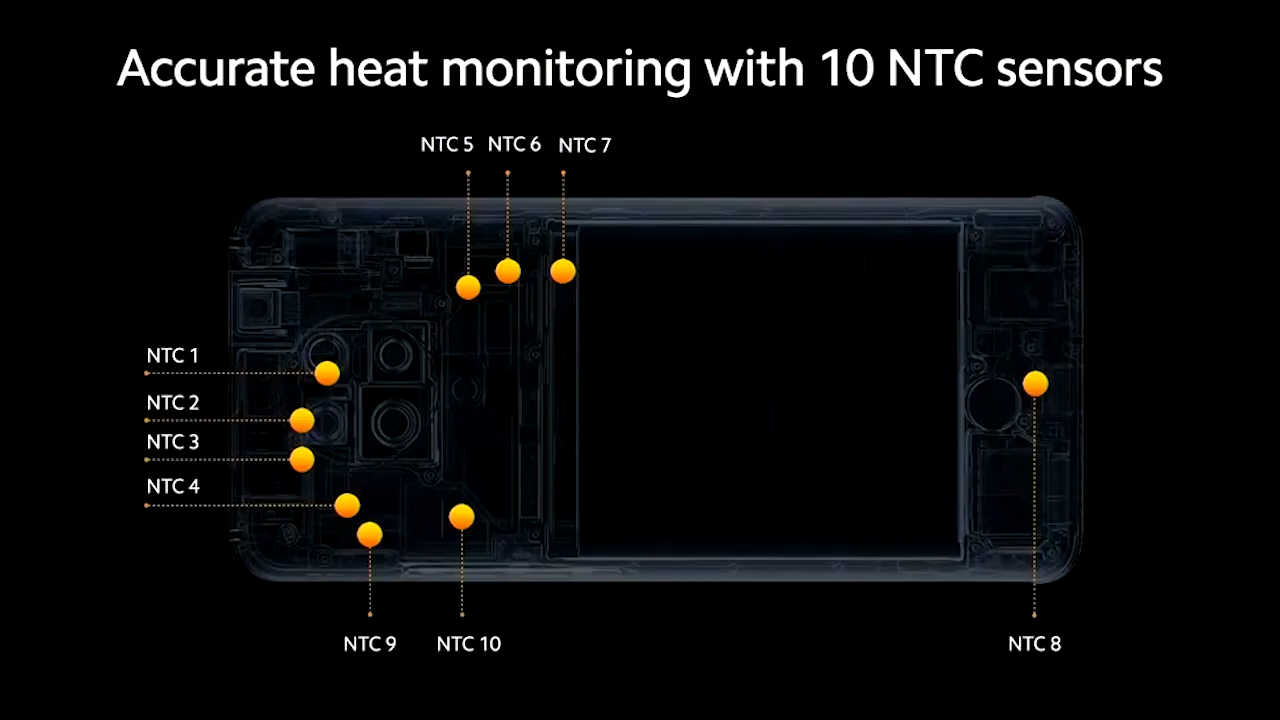 Accurate heat monitoring with 10 NTC sensors
NTC 5 NTC 6 NTC 7
NTC 1
NTC 2
NTC 3
NTC 4
NTC 9 NTC 10 NTC 8